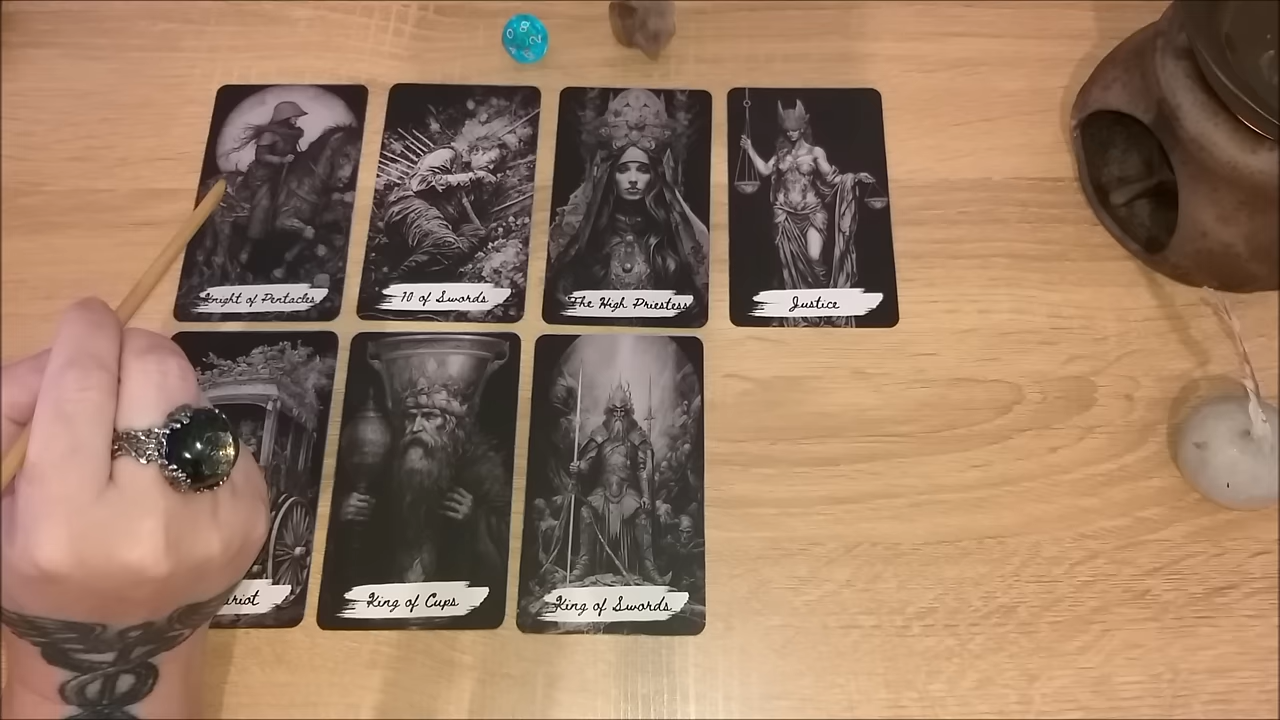 Knight of Pentacles
10 of Swords
The High Priestess
Justice
King of Cups
King of Swords